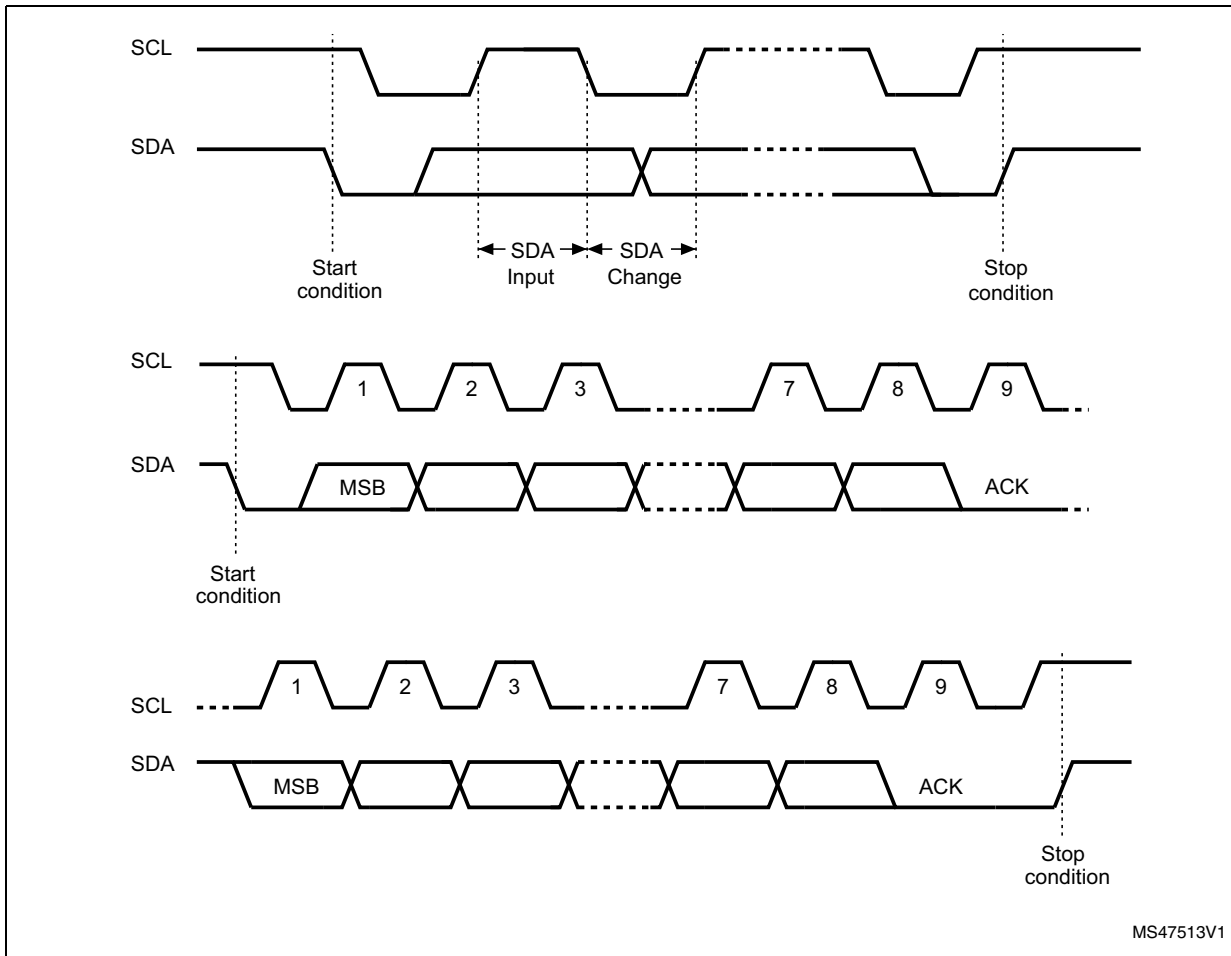 SCL
SDA
SDA
Input
SDA
Change
Start
condition
Stop
condition
SCL
1
2
3
7
8
9
SDA
MSB
ACK
Start
condition
SCL
1
2
3
7
8
9
SDA
MSB
ACK
Stop
condition
MS47513V1